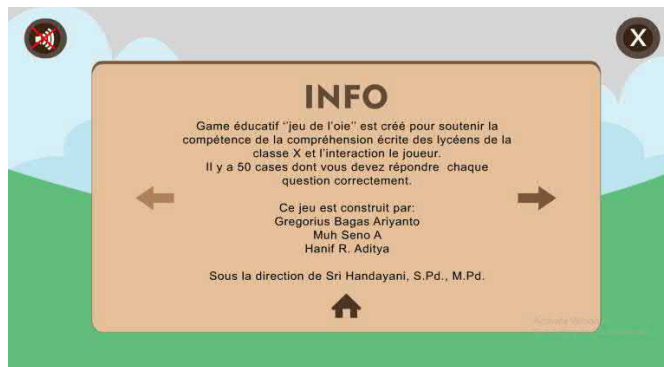 X
INFO
Game éducatif “jeu de l'oie” est créé pour soutenir la
compétence de la compréhension écrite des lycéens de la
classe X et l'interaction le joueur.
Il y a 50 cases dont vous devez répondre chaque
question correctement.
Ce jeu est construit par:
Gregorius Bagas Ariyanto
Muh Seno A
Hanif R. Aditya
Sous la direction de Sri Handayani, S.Pd., M.Pd.
Activate Windows